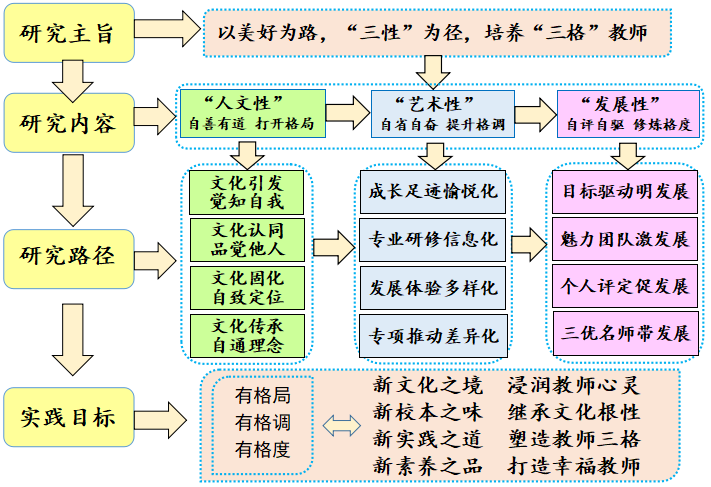 研究主旨
以美好为路，“三性”为径，培养“三格”教师
研究内容
“人文性”
自善有道 打开格局
“艺术性”
自省自奋 提升格调
“发展性”
自评自驱 修炼格度
研究路径
文化引发
觉知自我
文化认同
品觉他人
文化固化
自致定位
文化传承
自通理念
成长足迹愉悦化
专业研修信息化
发展体验多样化
专项推动差异化
目标驱动明发展
魅力团队激发展
个人评定促发展
三优名师带发展
实践目标
有格局
有格调
有格度
新文化之境 浸润教师心灵
新校本之味 继承文化根性
新实践之道 塑造教师三格
新素养之品 打造幸福教师